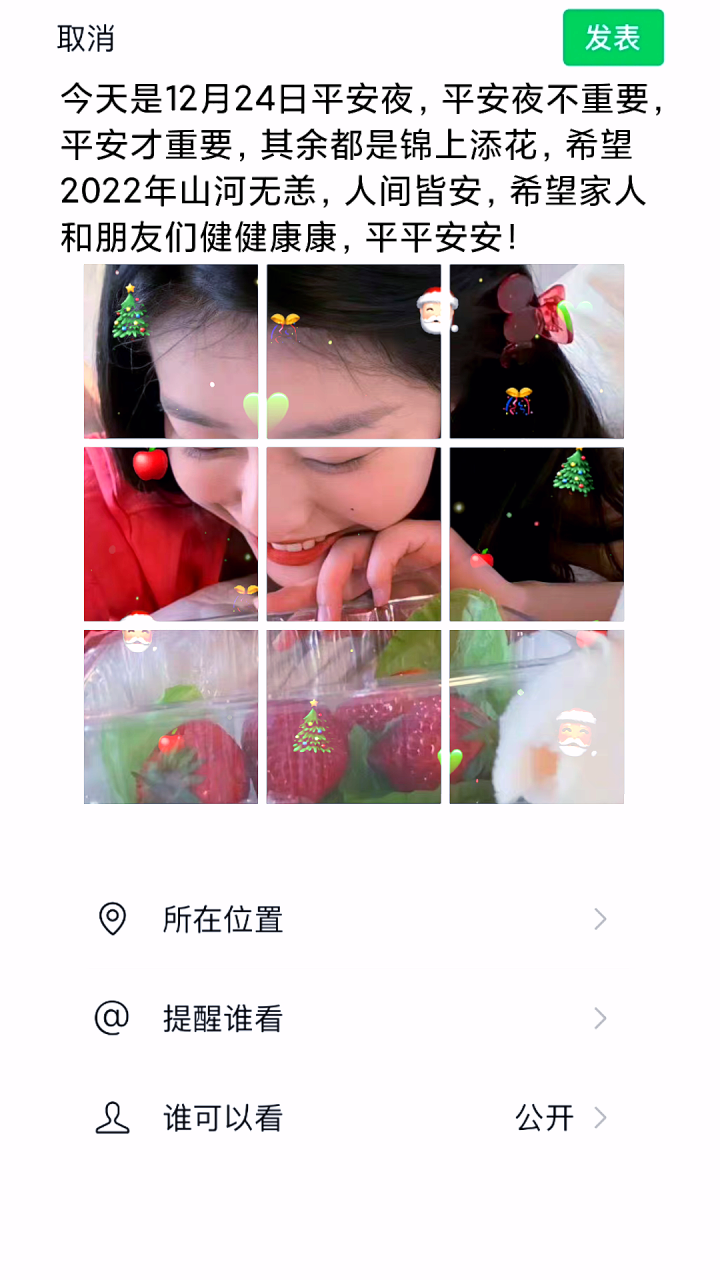 取消
发表
今天是12月24日平安夜，平安夜不重要，
平安才重要，其余都是锦上添花，希望
2022年山河无恙，人间皆安，希望家人
和朋友们健健康康，平平安安！
所在位置
@ 提醒谁看
谁可以看 公开